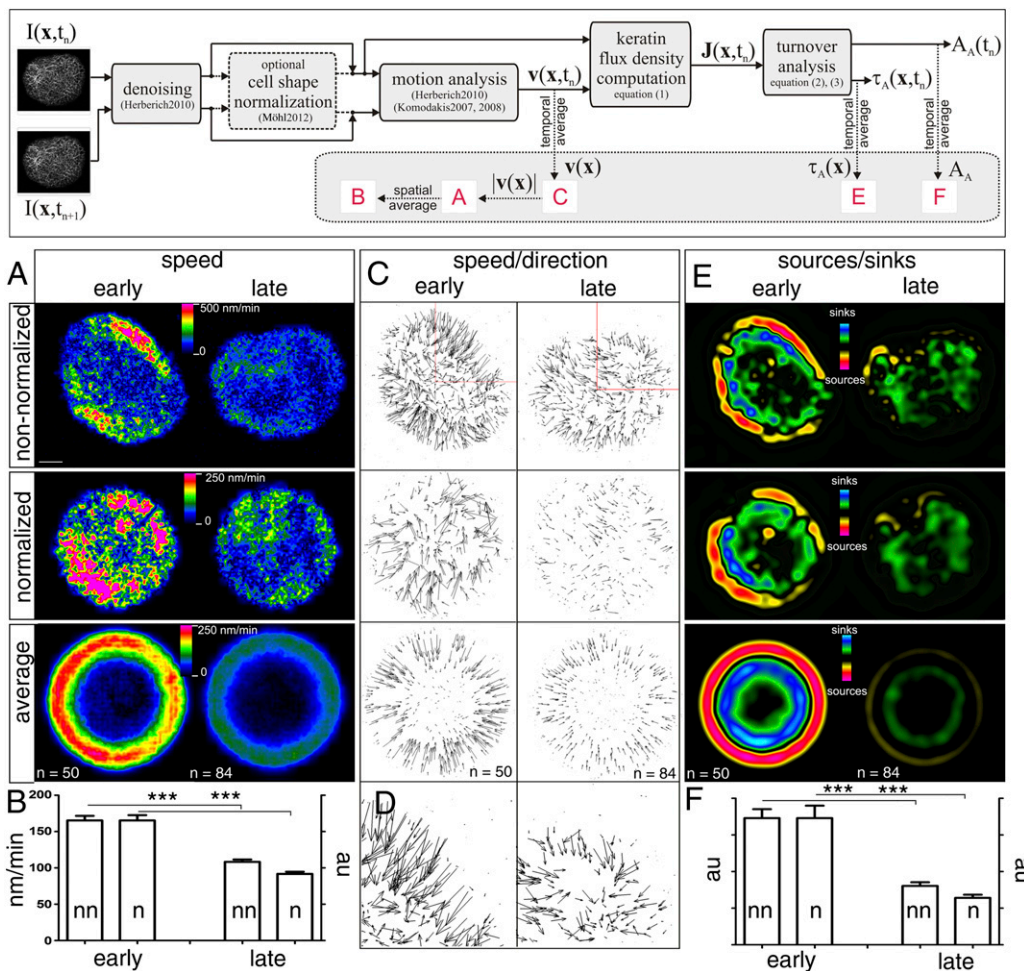 I(x,tn)
I(x,tn+1)
denoising
(Herberich2010)
optional
cell shape
normalization
(Möhl2012)
motion analysis
(Herberich2010)
(Komodakis2007, 2008)
v(x,tn)
keratin
flux density
computation
equation (1)
J(x,tn)
turnover
analysis
equation (2), (3)
AA(tn)
τA(x,tn)
temporal
average
temporal
average
temporal
average
v(x)
τA(x)
AA
B
spatial
average
A
|v(x)|
C
E
F
A
speed
early
late
non-normalized
500 nm/min
0
normalized
250 nm/min
0
average
250 nm/min
0
n = 50
n = 84
B
200
150
100
50
0
nm/min
au
***
***
nn
n
nn
n
early
late
C
speed/direction
early
late
n = 50
n = 84
D
E
sources/sinks
early
late
sinks
sources
sinks
sources
sinks
sources
n = 50
n = 84
F
au
au
***
***
nn
n
nn
n
early
late